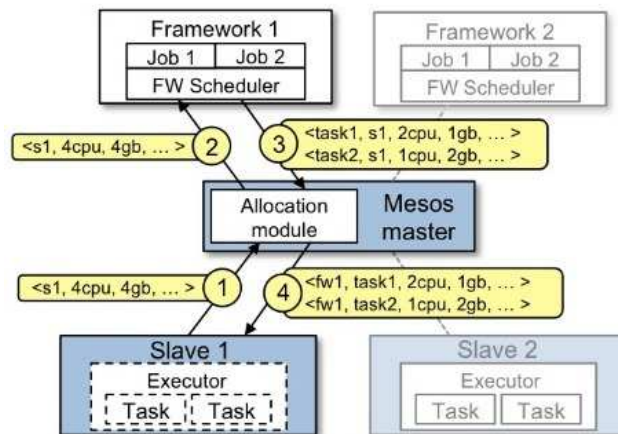 Framework 1
Job 1 Job 2
FW Scheduler
Framework 2
Job 1 Job 2
FW Scheduler
<s1, 4cpu, 4gb, ... >
2
3
<task1, s1, 2cpu, 1gb, ... >
<task2, s1, 1cpu, 2gb, ... >
Allocation
module
Mesos
master
<s1, 4cpu, 4gb, ... >
1
4
<fw1, task1, 2cpu, 1gb, ... >
<fw1, task2, 1cpu, 2gb, ... >
Slave 1
Executor
Task Task
Slave 2
Executor
Task Task